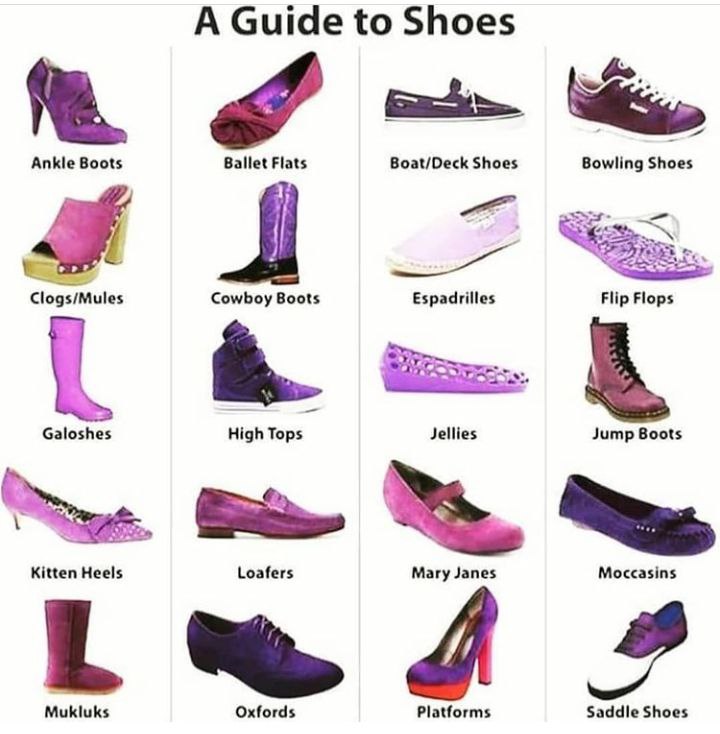 A Guide to Shoes
Ankle Boots
Ballet Flats
Boat/Deck Shoes
Bowling Shoes
Clogs/Mules
Cowboy Boots
Espadrilles
Flip Flops
Galoshes
High Tops
Jellies
Jump Boots
Kitten Heels
Loafers
Mary Janes
Moccasins
Mukluks
Oxfords
Platforms
Saddle Shoes